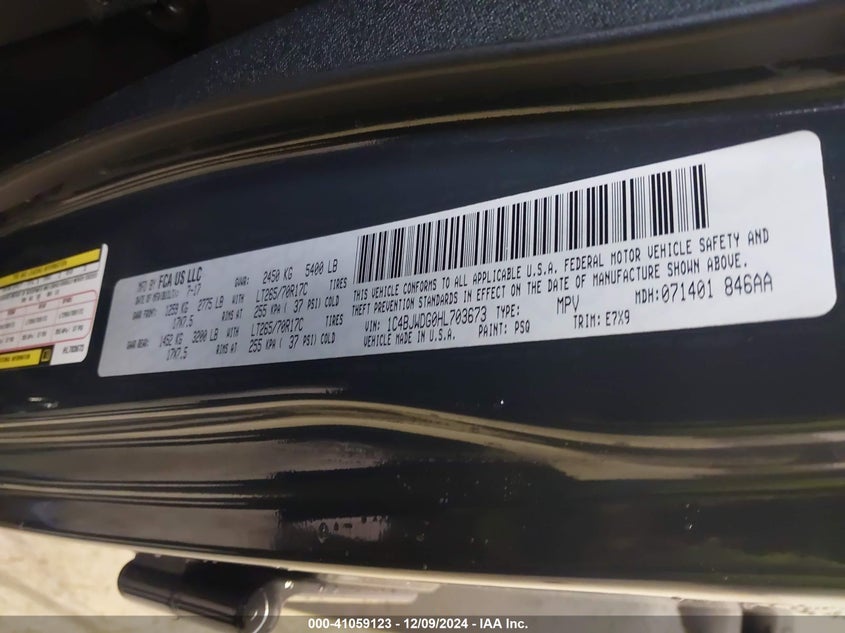 MFD BY FCA US LLC
DATE OF MFR (BUILT): 7-17
GVWR: 2450 KG 5400 LB
GAWR FRONT: 1259 KG 2775 LB WITH LT265/70R17C TIRES
17X7.5 RIMS AT 255 KPA ( 37 PSI) COLD
GAWR REAR: 1452 KG 3200 LB WITH LT265/70R17C TIRES
17X7.5 RIMS AT 255 KPA ( 37 PSI) COLD
THIS VEHICLE CONFORMS TO ALL APPLICABLE U.S.A. FEDERAL MOTOR VEHICLE SAFETY AND
THEFT PREVENTION STANDARDS IN EFFECT ON THE DATE OF MANUFACTURE SHOWN ABOVE.
VIN: 1C4BJWDG0HL703673 TYPE: MPV MDH: 071401 846AA
VEHICLE MADE IN U.S.A. PAINT: PSQ TRIM: E7X9
000-41059123 - 12/09/2024 - IAA Inc.